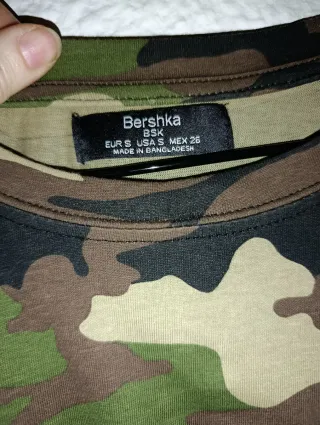 Bershka
BSK
EUR S USA S MEX 26
MADE IN BANGLADESH